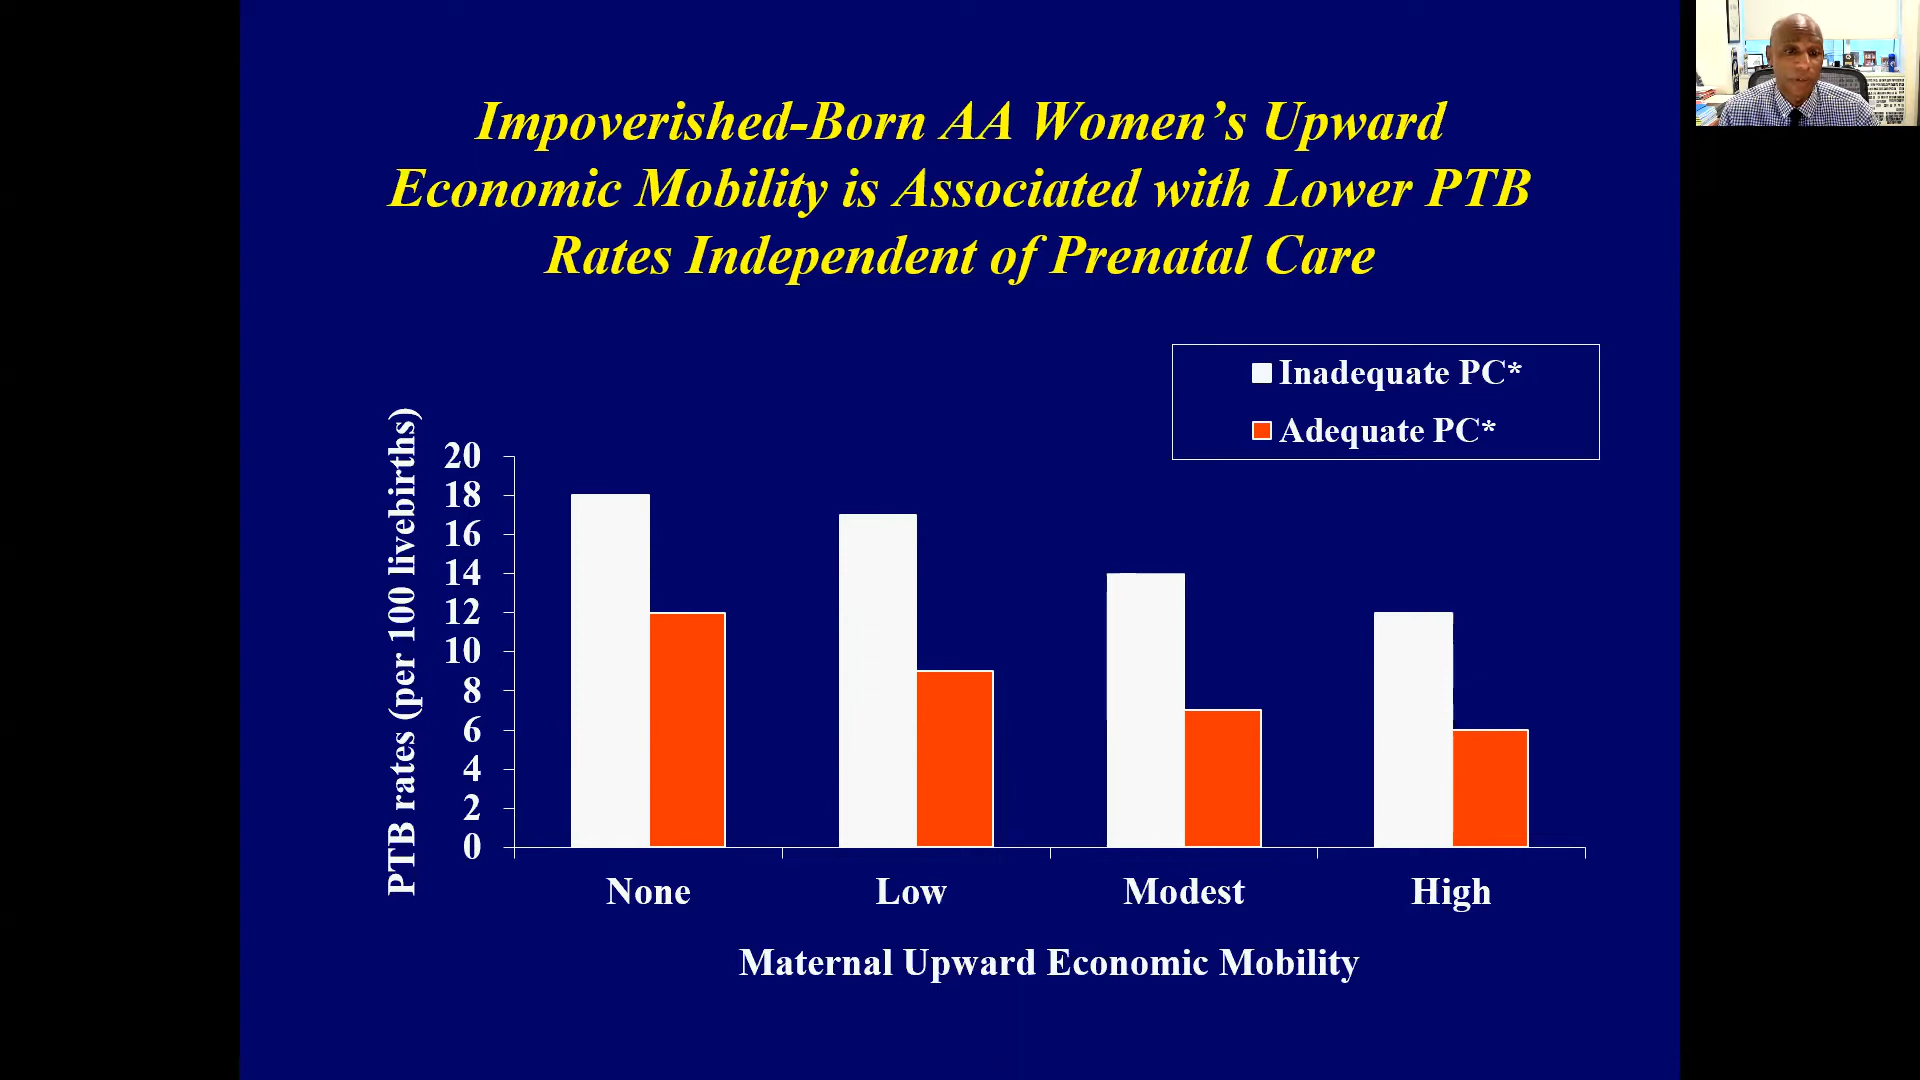 Impoverished-Born AA Women's Upward
Economic Mobility is Associated with Lower PTB
Rates Independent of Prenatal Care
Inadequate PC*
Adequate PC*
PTB rates (per 100 livebirths)
20
18
16
14
12
10
8
6
4
2
0
None Low Modest High
Maternal Upward Economic Mobility